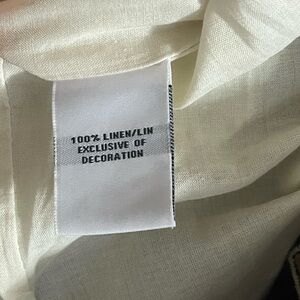 100% LINEN/LIN
EXCLUSIVE OF
DECORATION